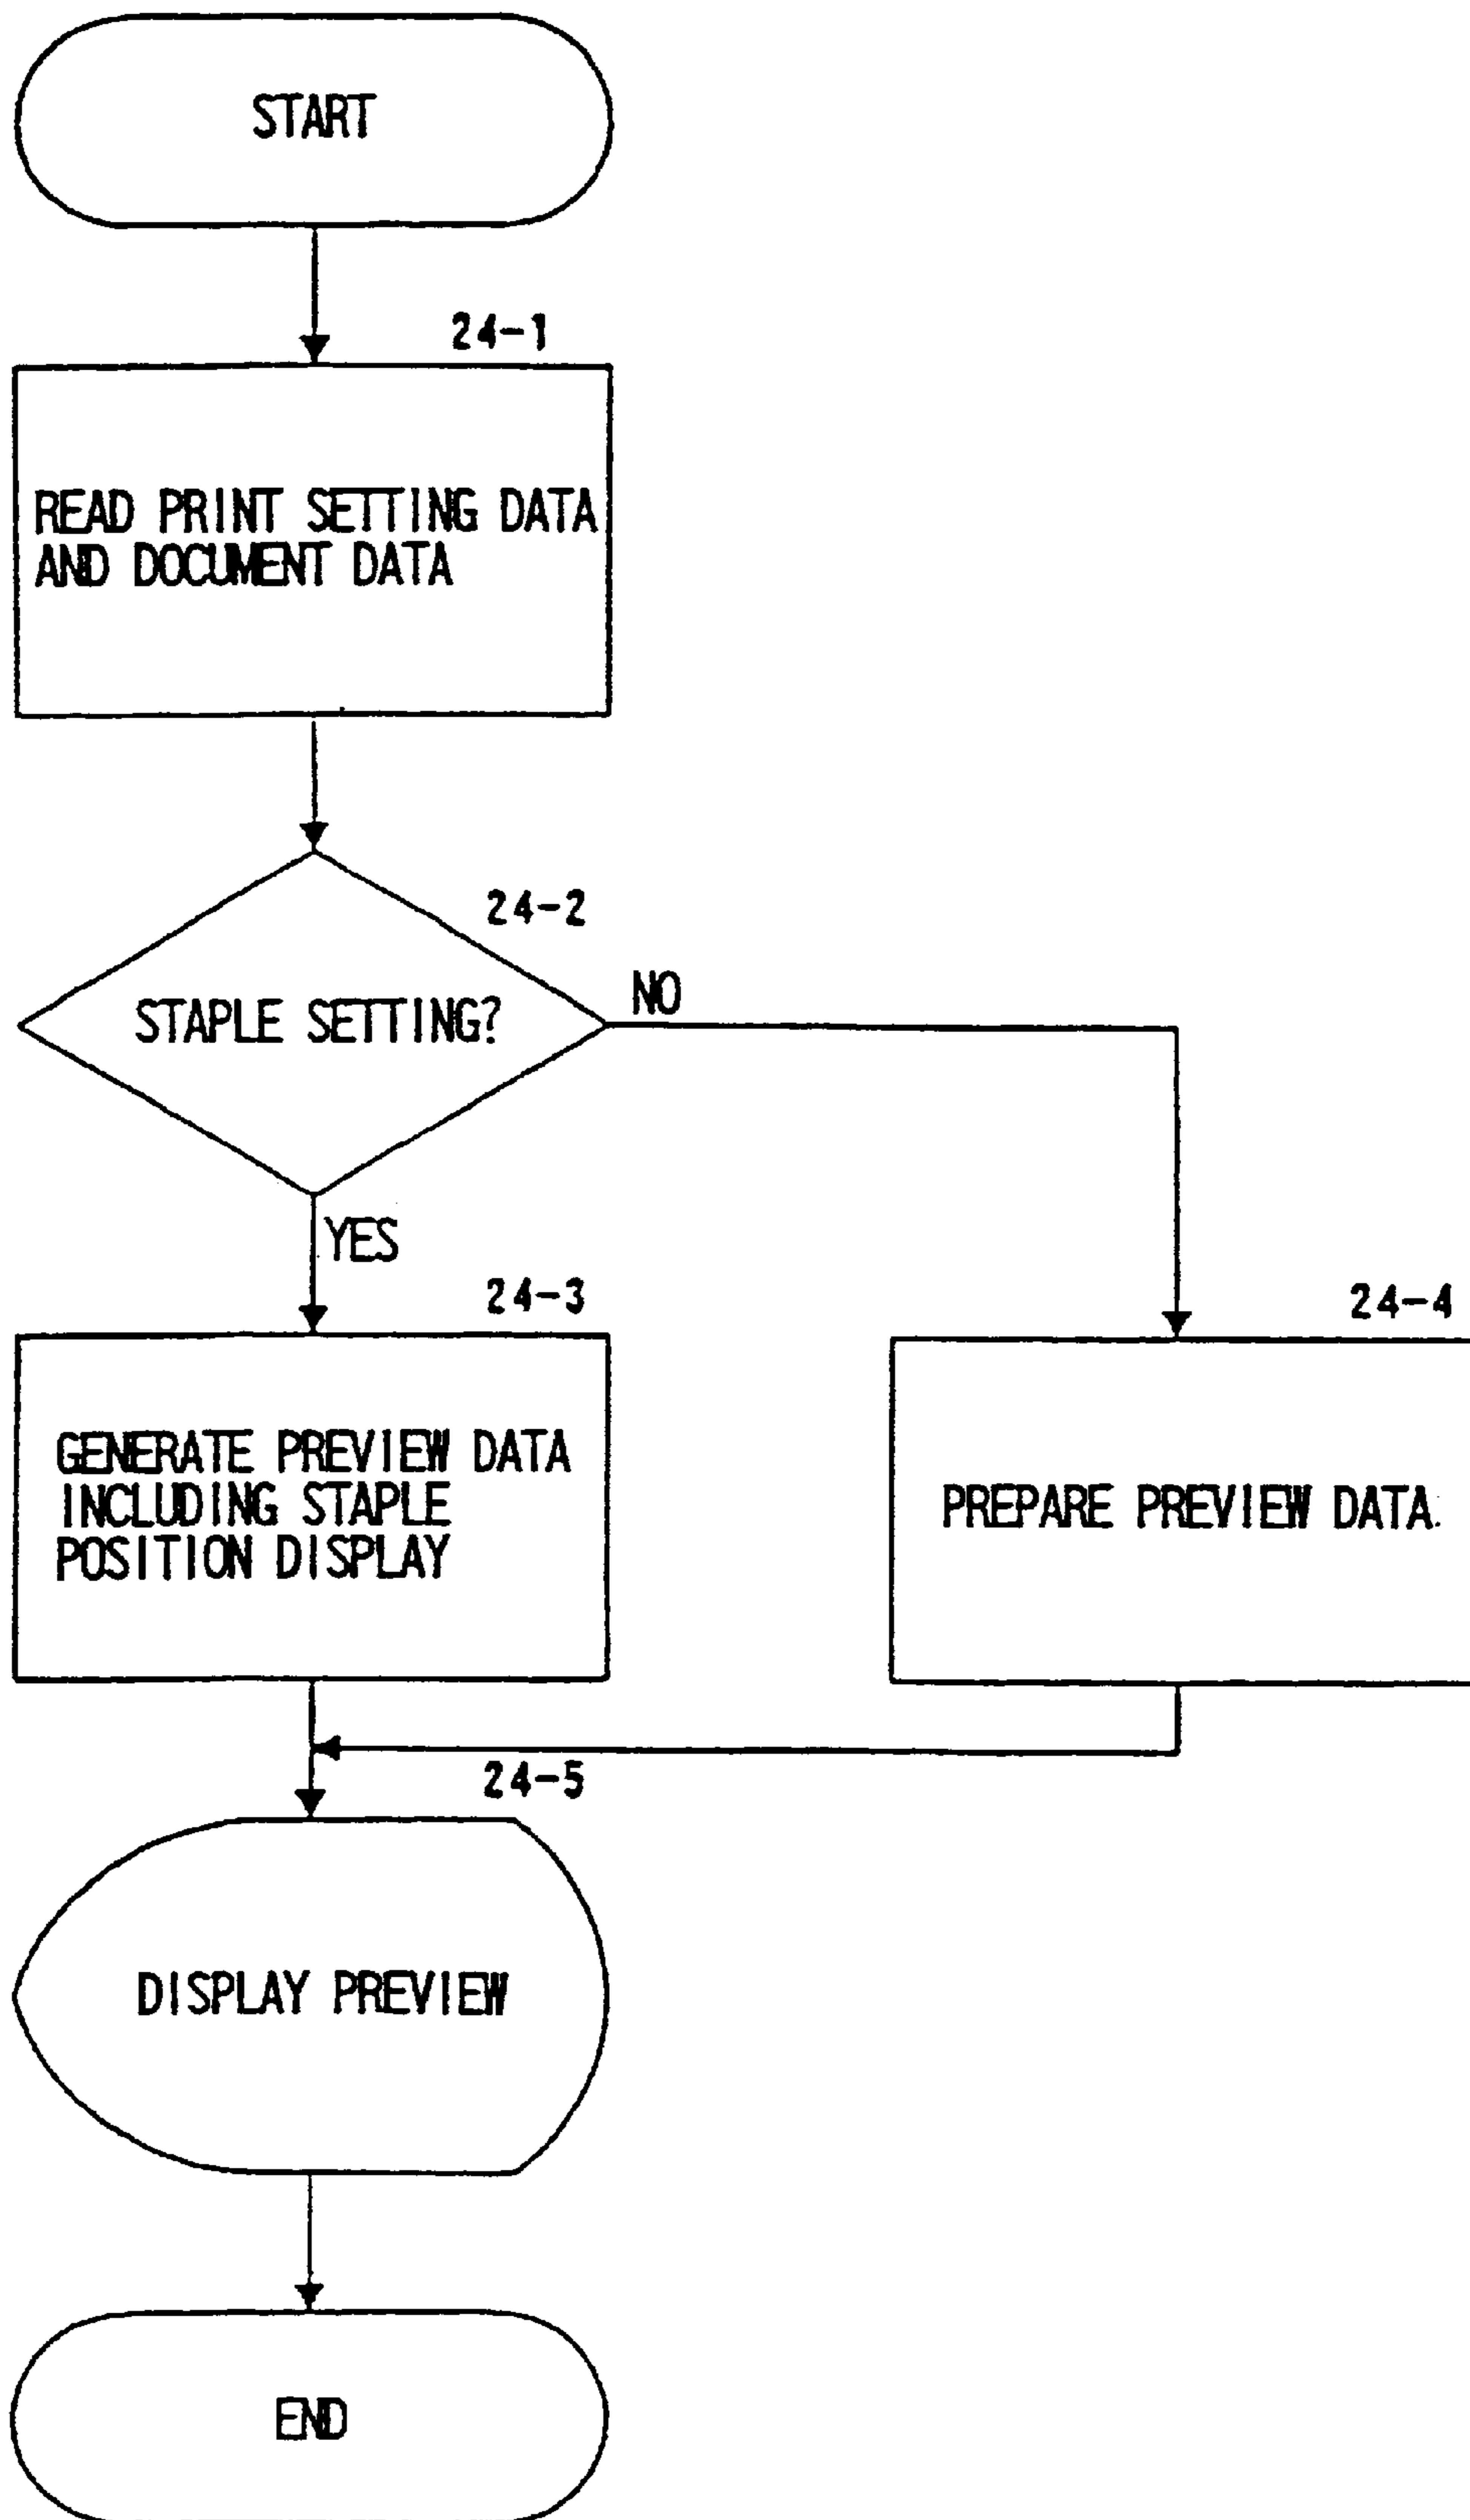 START
24-1
READ PRINT SETTING DATA
AND DOCUMENT DATA
24-2
STAPLE SETTING?
NO
YES
24-3
GENERATE PREVIEW DATA
INCLUDING STAPLE
POSITION DISPLAY
24-4
PREPARE PREVIEW DATA.
24-5
DISPLAY PREVIEW
END